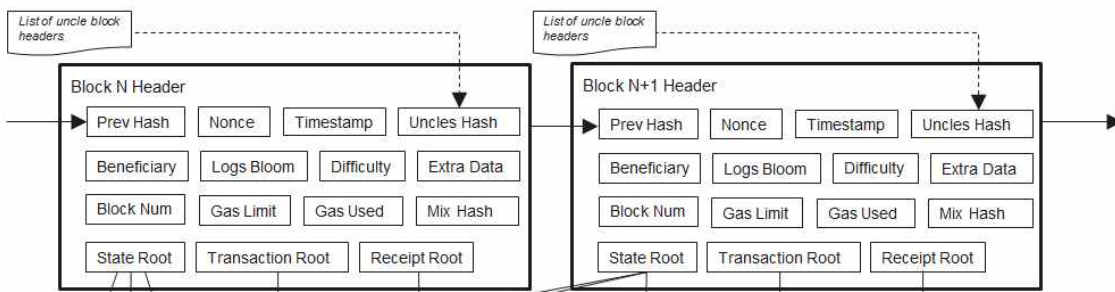 List of uncle block
headers
List of uncle block
headers
Block N Header
Prev Hash Nonce Timestamp Uncles Hash
Beneficiary Logs Bloom Difficulty Extra Data
Block Num Gas Limit Gas Used Mix Hash
State Root Transaction Root Receipt Root
Block N+1 Header
Prev Hash Nonce Timestamp Uncles Hash
Beneficiary Logs Bloom Difficulty Extra Data
Block Num Gas Limit Gas Used Mix Hash
State Root Transaction Root Receipt Root